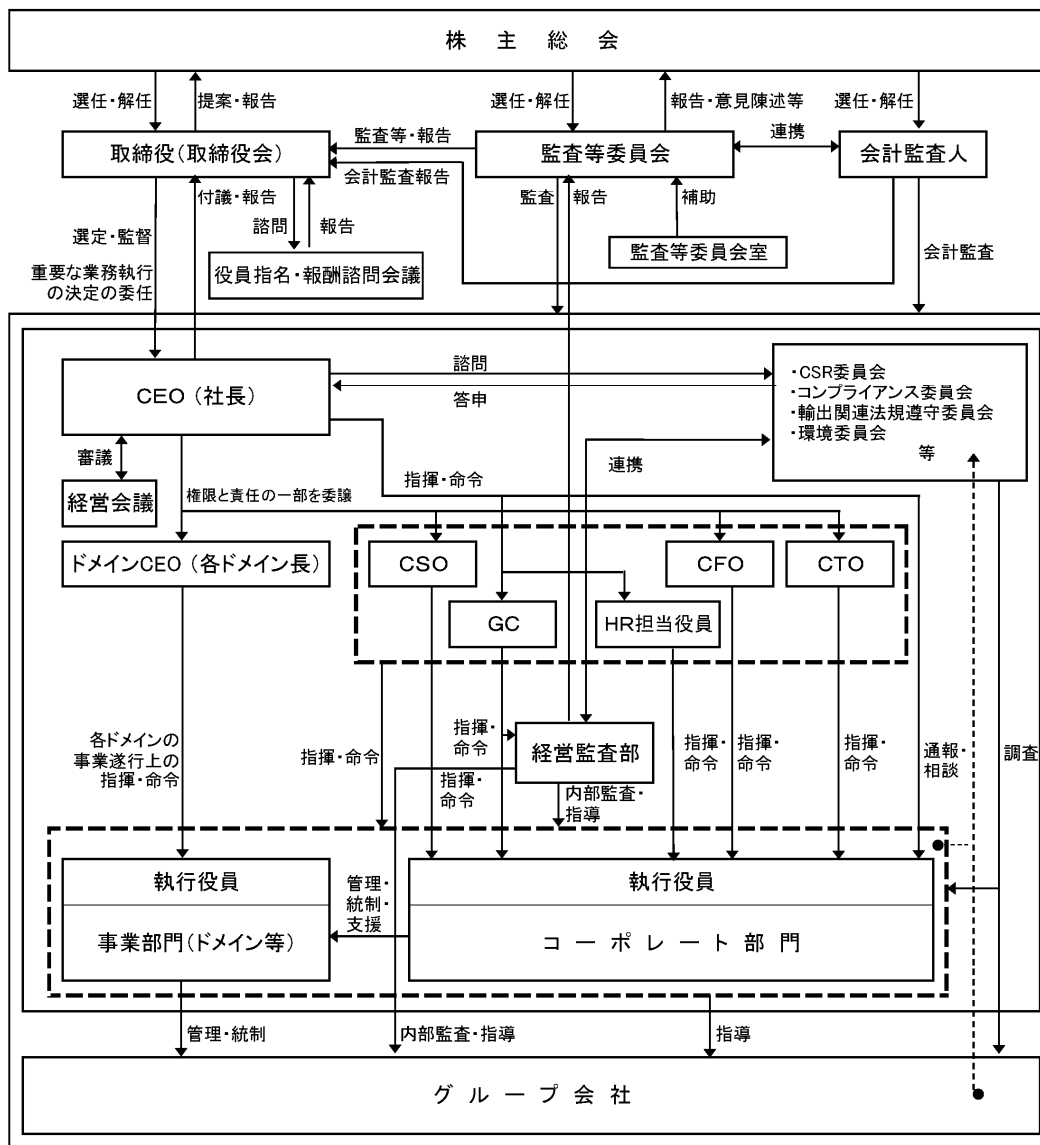 株主総会
選任・解任
提案・報告
選任・解任
報告・意見陳述等
選任・解任
取締役(取締役会)
監査等・報告
会計監査報告
監査等委員会
連携
会計監査人
付議・報告
諮問
報告
監査
報告
補助
選定・監督
重要な業務執行
の決定の委任
役員指名・報酬諮問会議
監査等委員会室
会計監査
CEO(社長)
諮問
答申
・CSR委員会
・コンプライアンス委員会
・輸出関連法規遵守委員会
・環境委員会
等
審議
連携
指揮・命令
経営会議
権限と責任の一部を委譲
ドメインCEO(各ドメイン長)
CSO
CFO
CTO
GC
HR担当役員
各ドメインの
事業遂行上の
指揮・命令
指揮・命令
指揮・
命令
指揮・
命令
経営監査部
指揮・
命令
指揮・
命令
指揮・
命令
通報・
相談
調査
内部監査・
指導
執行役員
事業部門(ドメイン等)
管理・
統制・
支援
執行役員
コーポレート部門
管理・統制
内部監査・指導
指導
グループ会社